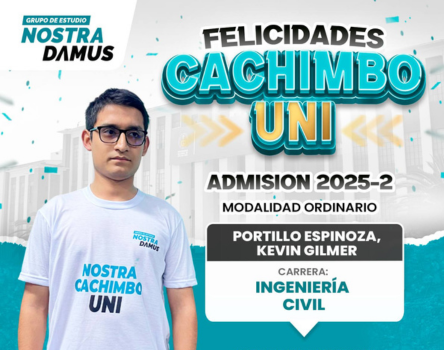 GRUPO DE ESTUDIO
NOSTRA
DAMUS
FELICIDADES
CACHIMBO
UNI
ADMISION 2025-2
MODALIDAD ORDINARIO
PORTILLO ESPINOZA,
KEVIN GILMER
CARRERA:
INGENIERÍA
CIVIL
NOSTRA
DAMUS
NOSTRA
CACHIMBO
UNI